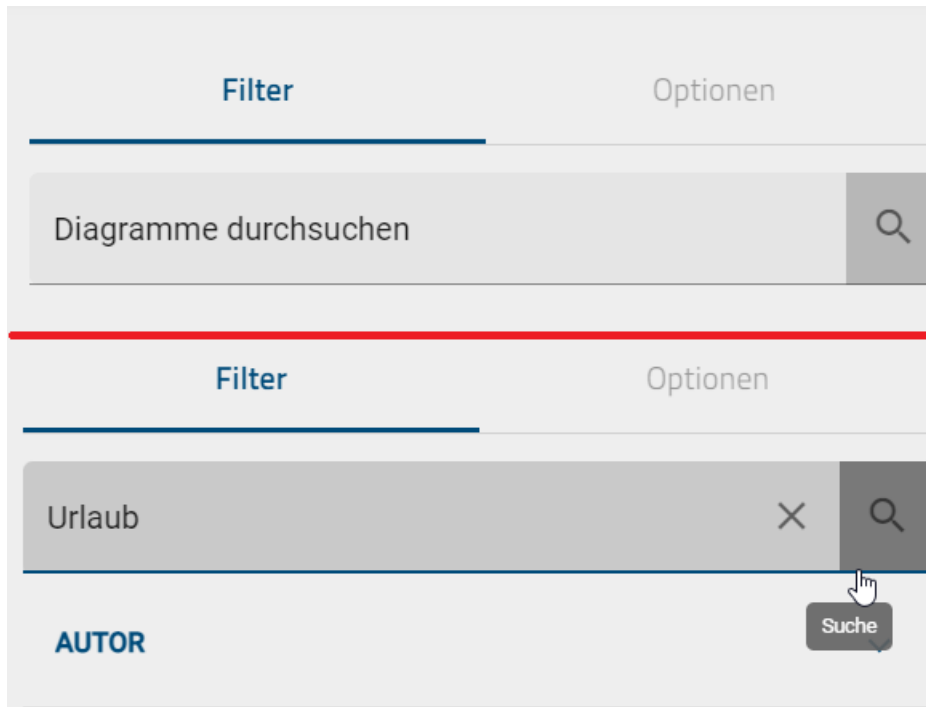 Filter Optionen
Diagramme durchsuchen
Filter Optionen
Urlaub
Suche
AUTOR